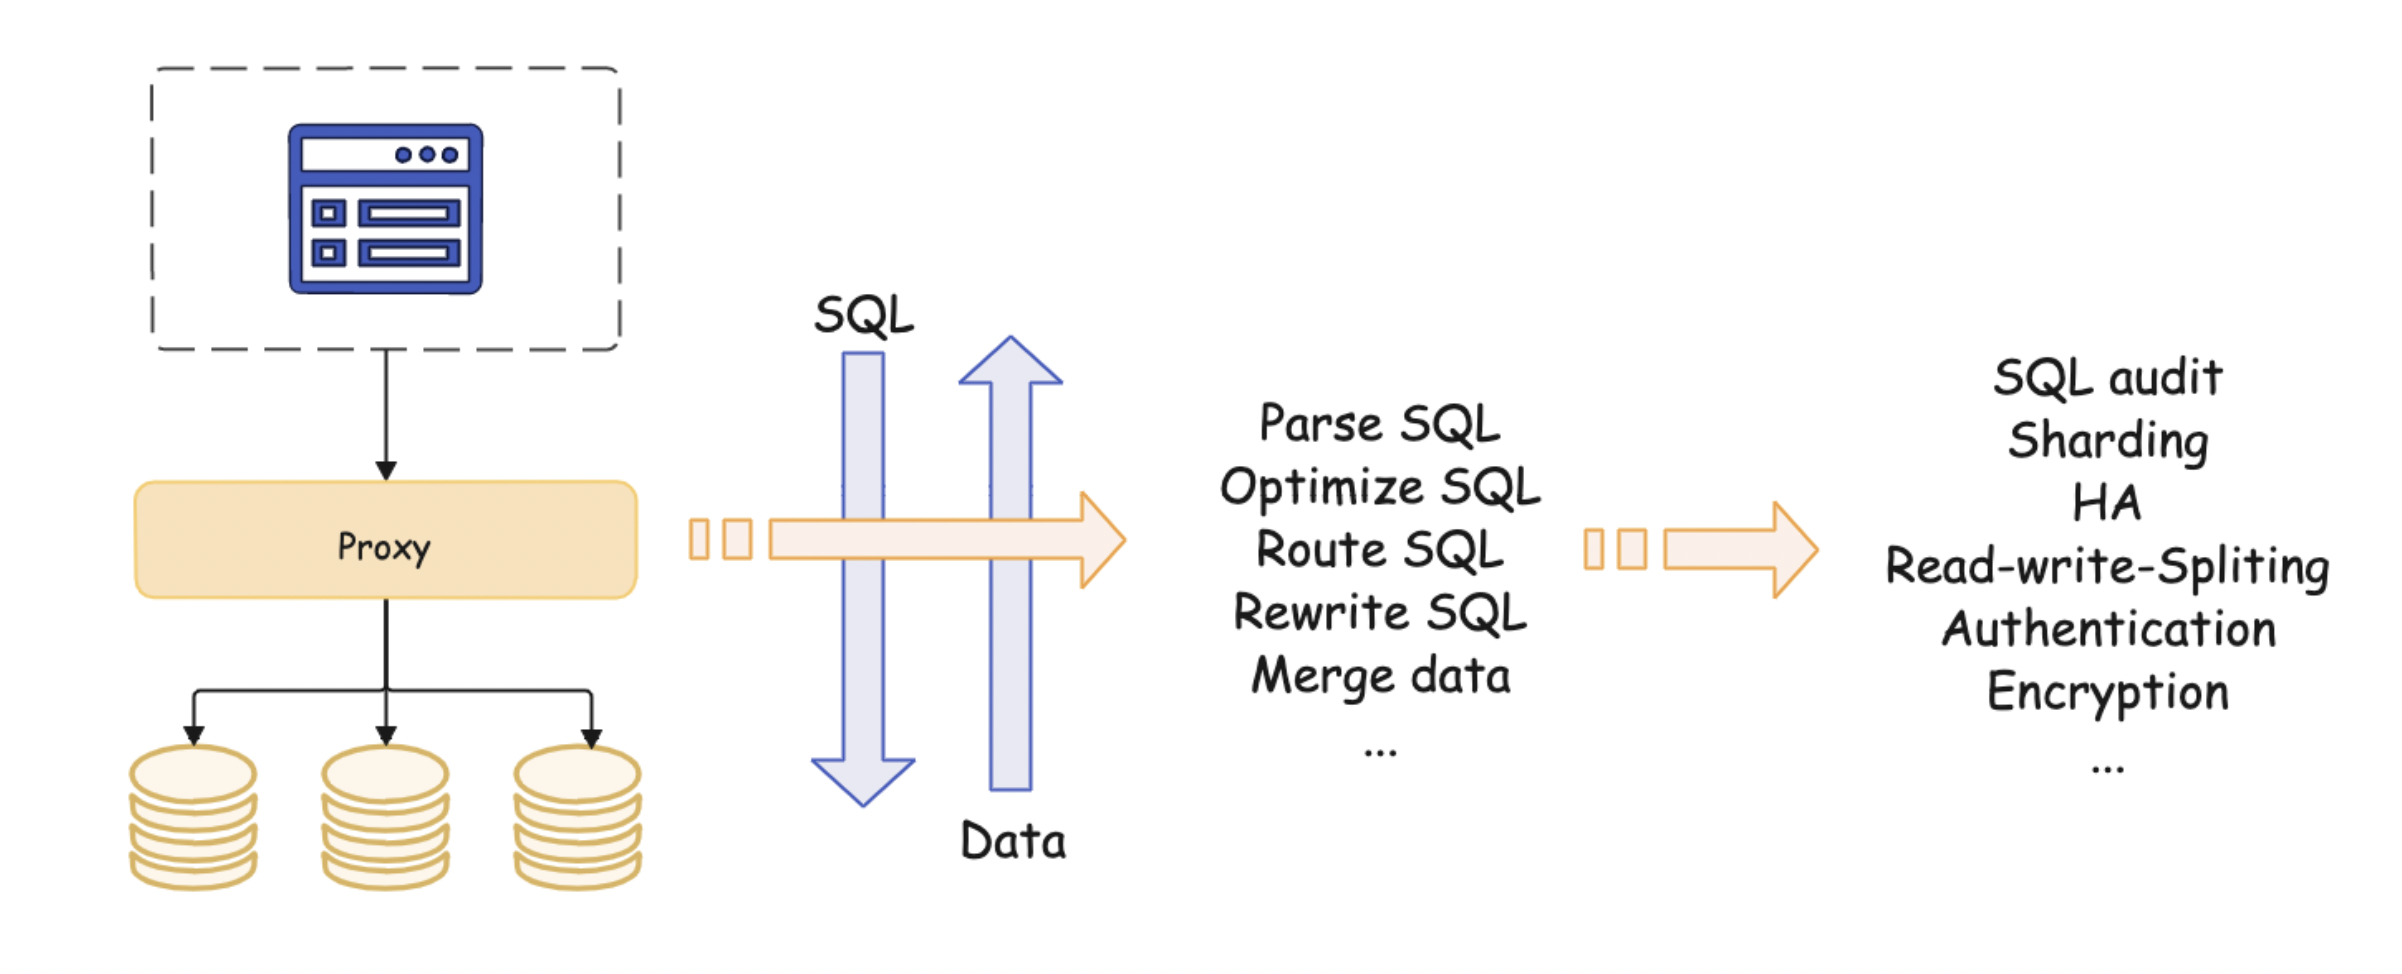 Proxy
SQL
Data
Parse SQL
Optimize SQL
Route SQL
Rewrite SQL
Merge data
...
SQL audit
Sharding
HA
Read-write-Spliting
Authentication
Encryption
...